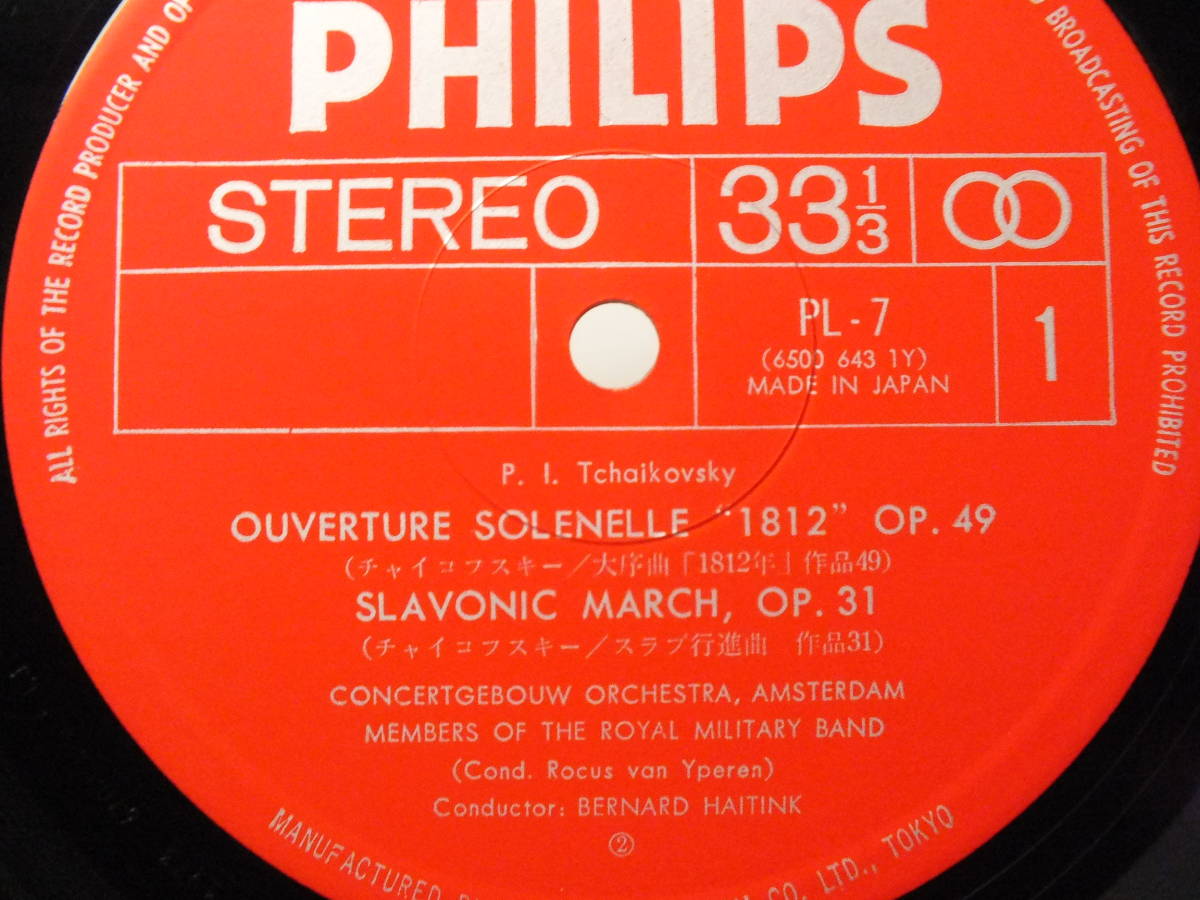 PHILIPS
STEREO 33 1/3
PL-7
(6500 643 1Y)
MADE IN JAPAN
1
P. I. Tchaikovsky
OUVERTURE SOLENELLE "1812" OP. 49
(チャイコフスキー/大序曲「1812年」作品49)
SLAVONIC MARCH, OP. 31
(チャイコフスキー/スラブ行進曲 作品31)
CONCERTGEBOUW ORCHESTRA, AMSTERDAM
MEMBERS OF THE ROYAL MILITARY BAND
(Cond. Rocus van Yperen)
Conductor: BERNARD HAITINK
②
ALL RIGHTS OF THE RECORD PRODUCER AND OF
BROADCASTING OF THIS RECORD PROHIBITED
MANUFACTURED CO. LTD., TOKYO